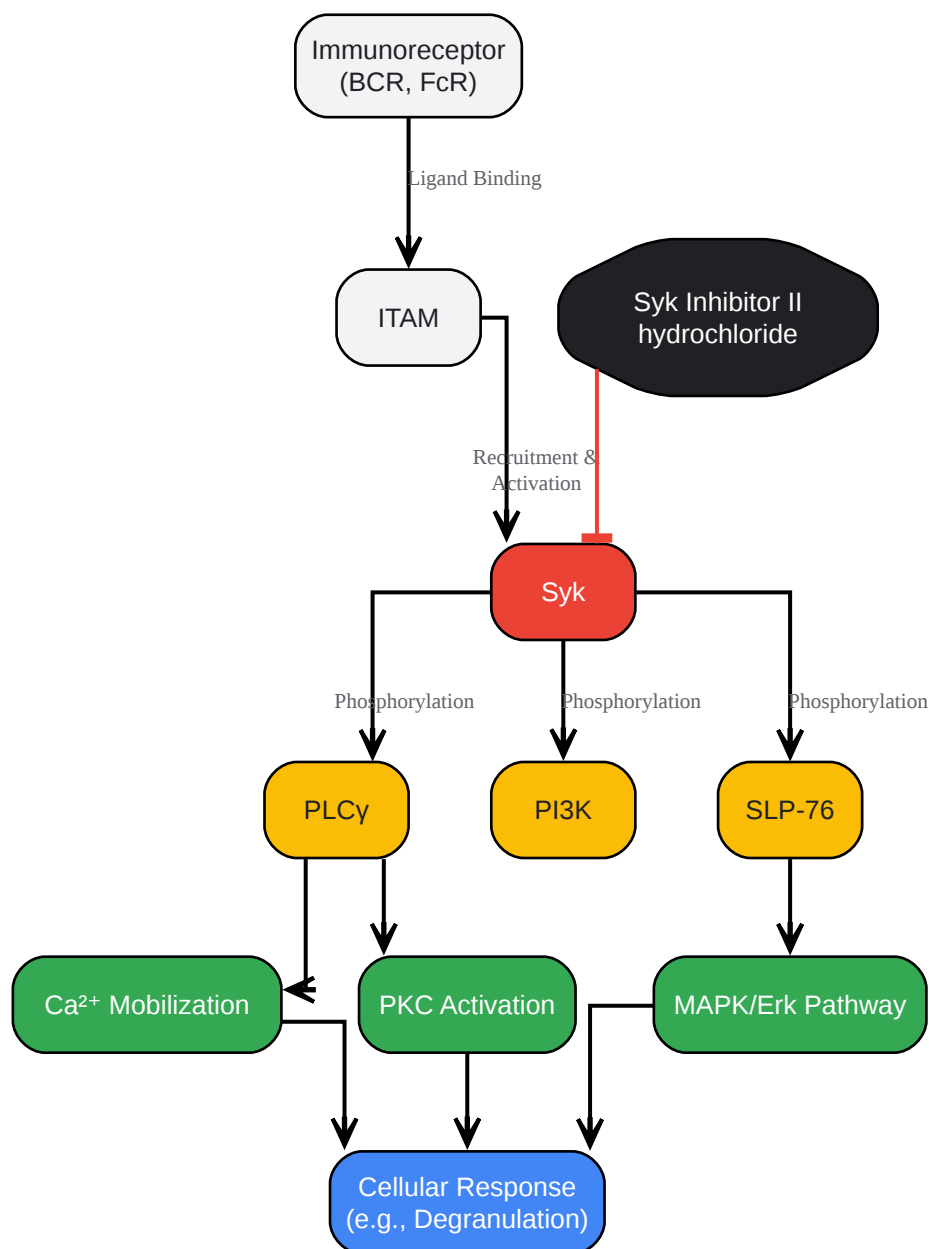 Immunoreceptor
(BCR, FcR)
Ligand Binding
ITAM
Syk Inhibitor II
hydrochloride
Recruitment &
Activation
Syk
Phosphorylation
Phosphorylation
Phosphorylation
PLCγ
PI3K
SLP-76
Ca²⁺ Mobilization
PKC Activation
MAPK/Erk Pathway
Cellular Response
(e.g., Degranulation)